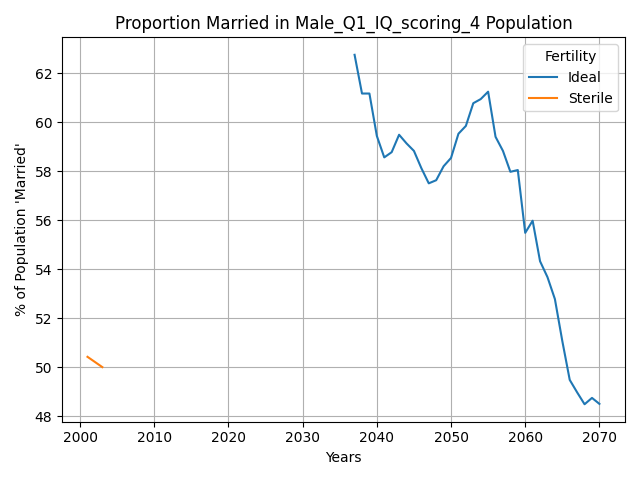 Proportion Married in Male_Q1_IQ_scoring_4 Population
Fertility
Ideal
Sterile
% of Population 'Married'
62
60
58
56
54
52
50
48
2000 2010 2020 2030 2040 2050 2060 2070
Years